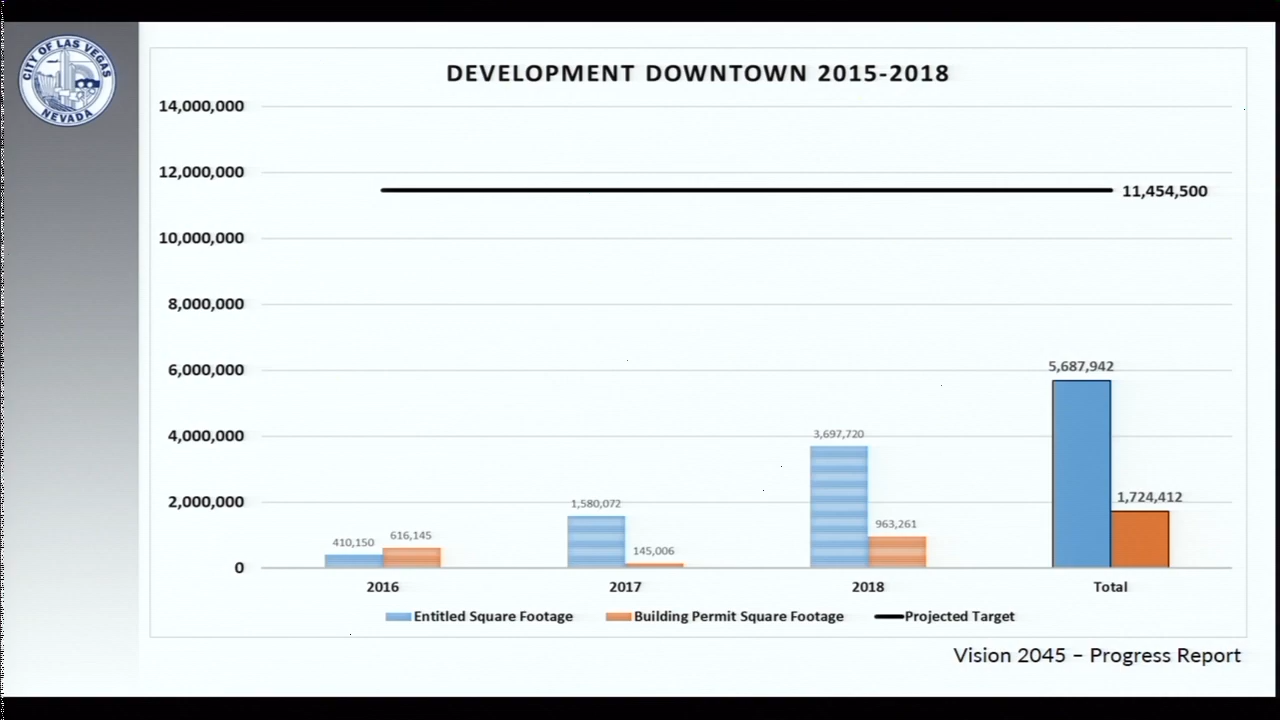 CITY OF LAS VEGAS
NEVADA
DEVELOPMENT DOWNTOWN 2015-2018
14,000,000
12,000,000
11,454,500
10,000,000
8,000,000
6,000,000
5,687,942
4,000,000
3,697,720
2,000,000
1,580,072
1,724,412
410,150
616,145
145,006
963,261
0
2016
2017
2018
Total
Entitled Square Footage
Building Permit Square Footage
Projected Target
Vision 2045 – Progress Report